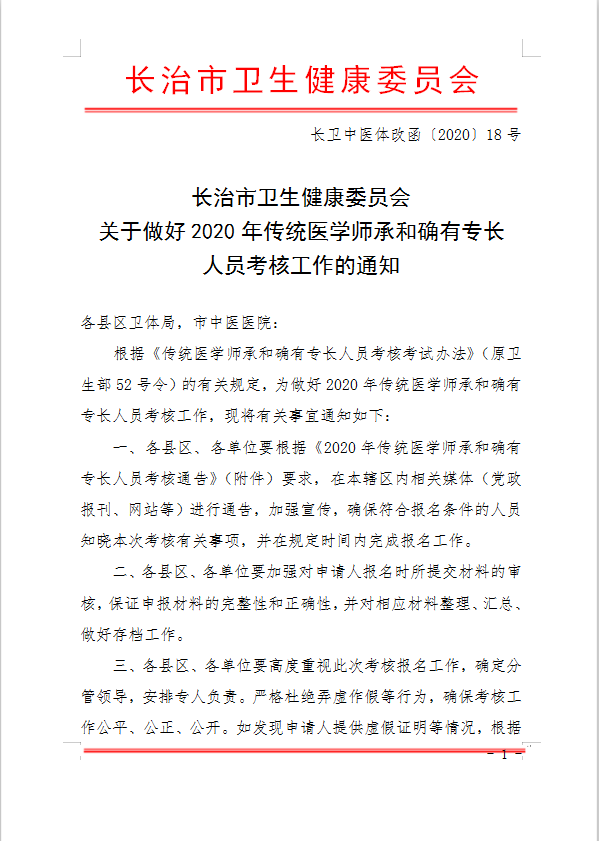 长治市卫生健康委员会
长卫中医体改函〔2020〕18 号
长治市卫生健康委员会
关于做好 2020 年传统医学师承和确有专长
人员考核工作的通知
各县区卫体局，市中医医院：
根据《传统医学师承和确有专长人员考核考试办法》（原卫
生部 52 号令）的有关规定，为做好 2020 年传统医学师承和确有
专长人员考核工作，现将有关事宜通知如下：
一、各县区、各单位要根据《2020 年传统医学师承和确有
专长人员考核通告》（附件）要求，在本辖区内相关媒体（党政
报刊、网站等）进行通告，加强宣传，确保符合报名条件的人员
知晓本次考核有关事项，并在规定时间内完成报名工作。
二、各县区、各单位要加强对申请人报名时所提交材料的审
核，保证申报材料的完整性和正确性，并对相应材料整理、汇总、
做好存档工作。
三、各县区、各单位要高度重视此次考核报名工作，确定分
管领导，安排专人负责。严格杜绝弄虚作假等行为，确保考核工
作公平、公正、公开。如发现申请人提供虚假证明等情况，根据
- 1 -